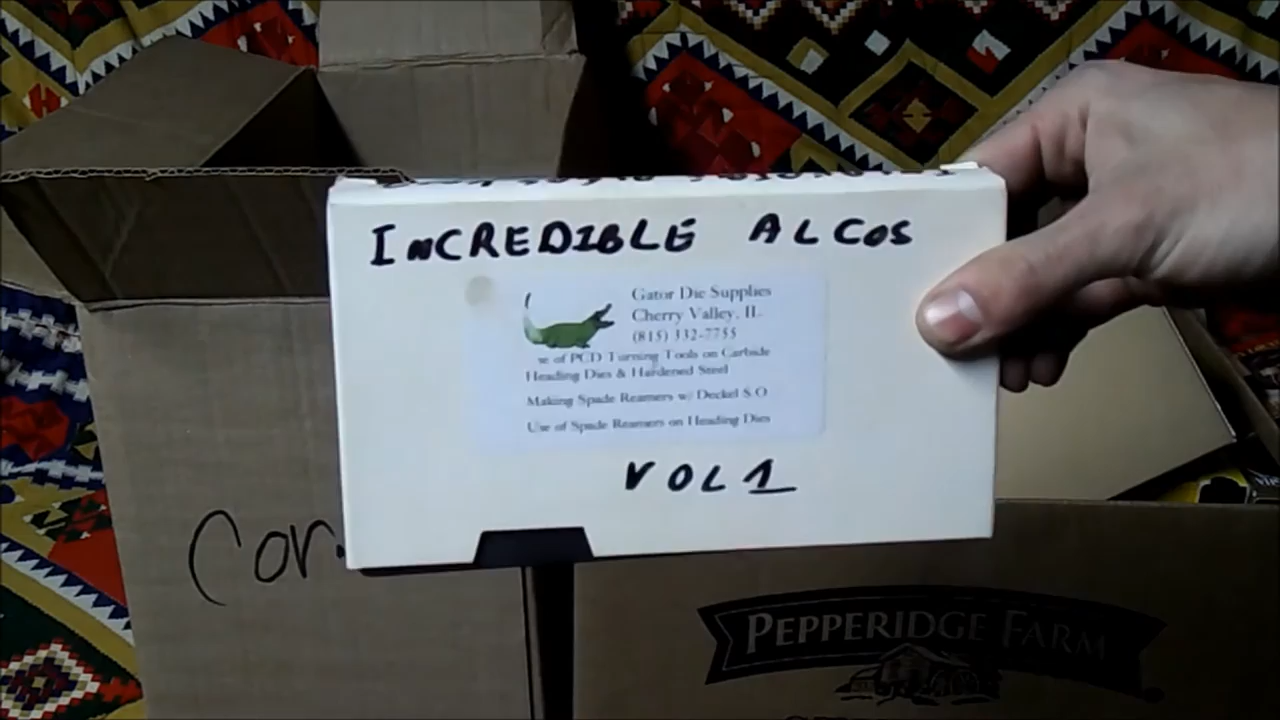 INCREDIBLE ALCOS
Gator Die Supplies
Cherry Valley, IL
(815) 332-7755
of PCD Turning Tools on Carbide
Heading Dies & Hardened Steel
Making Spade Reamers w/ Deckel S.O
Use of Spade Reamers on Heading Dies
VOL 1
Cor
PEPPERIDGE FARM